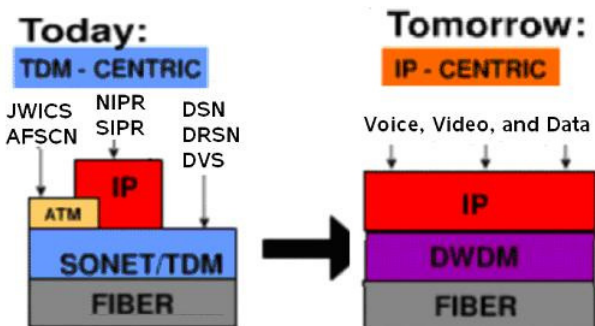 Today:
TDM - CENTRIC
JWICS
AFSCN
NIPR
SIPR
DSN
DRSN
DVS
IP
ATM
SONET/TDM
FIBER
Tomorrow:
IP - CENTRIC
Voice, Video, and Data
IP
DWDM
FIBER